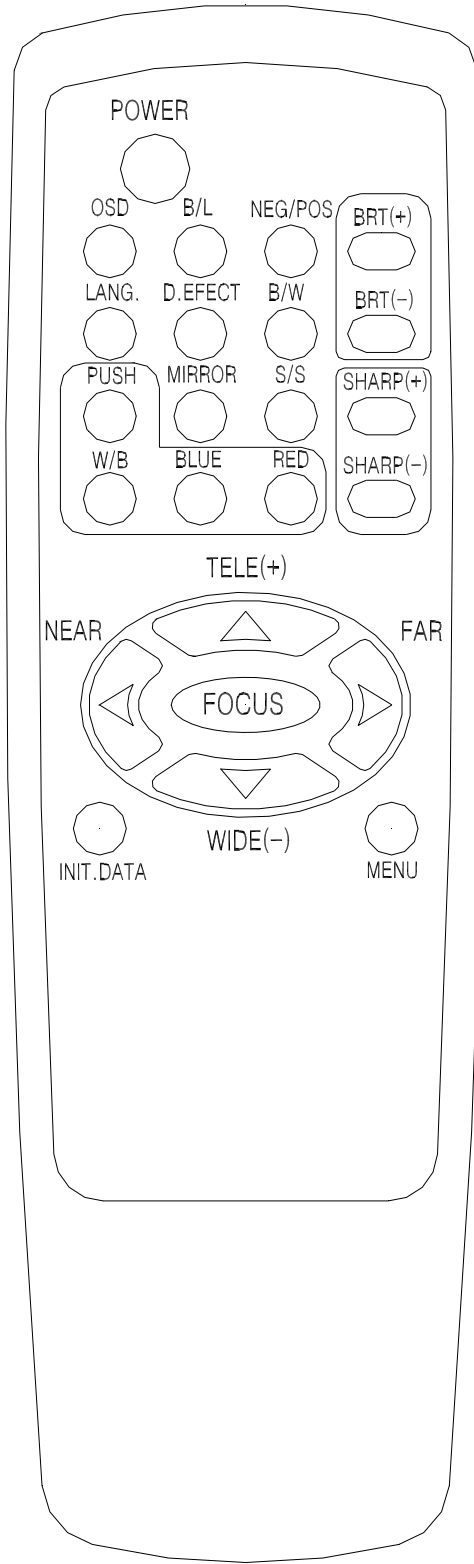 POWER
OSD B/L NEG/POS BRT(+)
LANG. D.EFECT B/W BRT(-)
PUSH MIRROR S/S SHARP(+)
W/B BLUE RED SHARP(-)
TELE(+)
NEAR FAR
FOCUS
WIDE(-)
INIT.DATA MENU